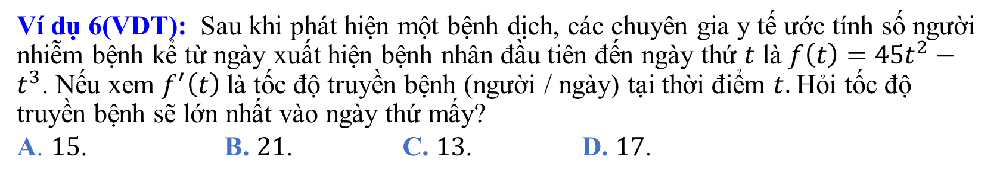 Ví dụ 6(VDT): Sau khi phát hiện một bệnh dịch, các chuyên gia y tế ước tính số người
nhiễm bệnh kể từ ngày xuất hiện bệnh nhân đầu tiên đến ngày thứ t là f(t) = 45t² −
t³. Nếu xem f′(t) là tốc độ truyền bệnh (người / ngày) tại thời điểm t. Hỏi tốc độ
truyền bệnh sẽ lớn nhất vào ngày thứ mấy?
A. 15. B. 21. C. 13. D. 17.